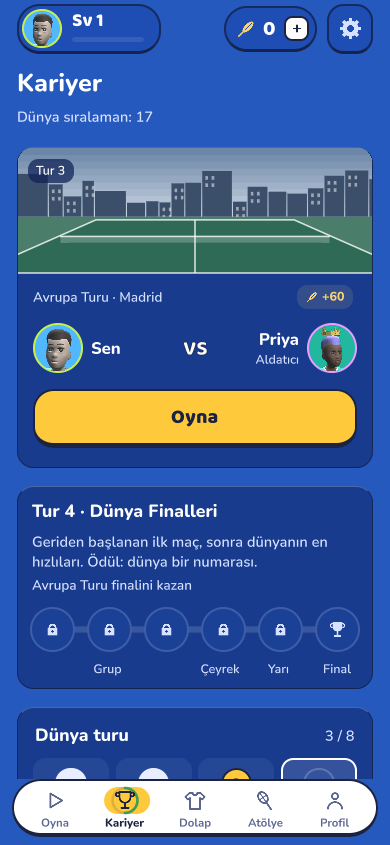 Sv 1
0
+
Kariyer
Dünya sıralaman: 17
Tur 3
Avrupa Turu · Madrid
+60
Sen
VS
Priya
Aldatıcı
Oyna
Tur 4 · Dünya Finalleri
Geriden başlanan ilk maç, sonra dünyanın en
hızlıları. Ödül: dünya bir numarası.
Avrupa Turu finalini kazan
Grup
Çeyrek
Yarı
Final
Dünya turu
3 / 8
Oyna
Kariyer
Dolap
Atölye
Profil